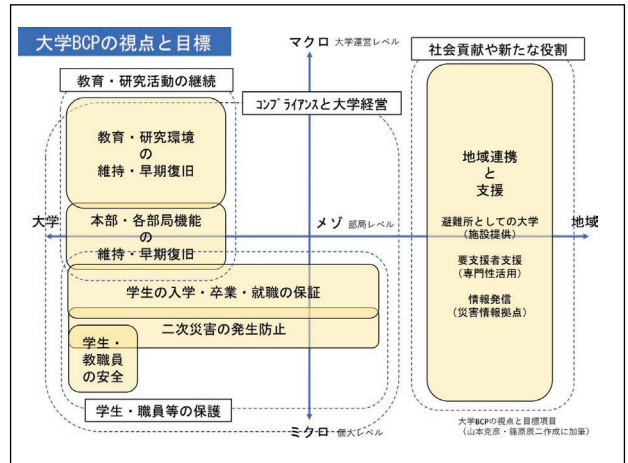 大学BCPの視点と目標
マクロ 大学運営レベル
社会貢献や新たな役割
教育・研究活動の継続
ｺﾝﾌﾟﾗｲｱﾝｽと大学経営
教育・研究環境
の
維持・早期復旧
地域連携
と
支援
大学
本部・各部局機能
の
維持・早期復旧
メゾ 部局レベル
避難所としての大学
（施設提供）
地域
要支援者支援
（専門性活用）
学生の入学・卒業・就職の保証
情報発信
（災害情報拠点）
二次災害の発生防止
学生・
教職員
の安全
学生・職員等の保護
ミクロ 個人レベル
大学BCPの視点と目標項目
（山本克彦・篠原辰二作成に加筆）